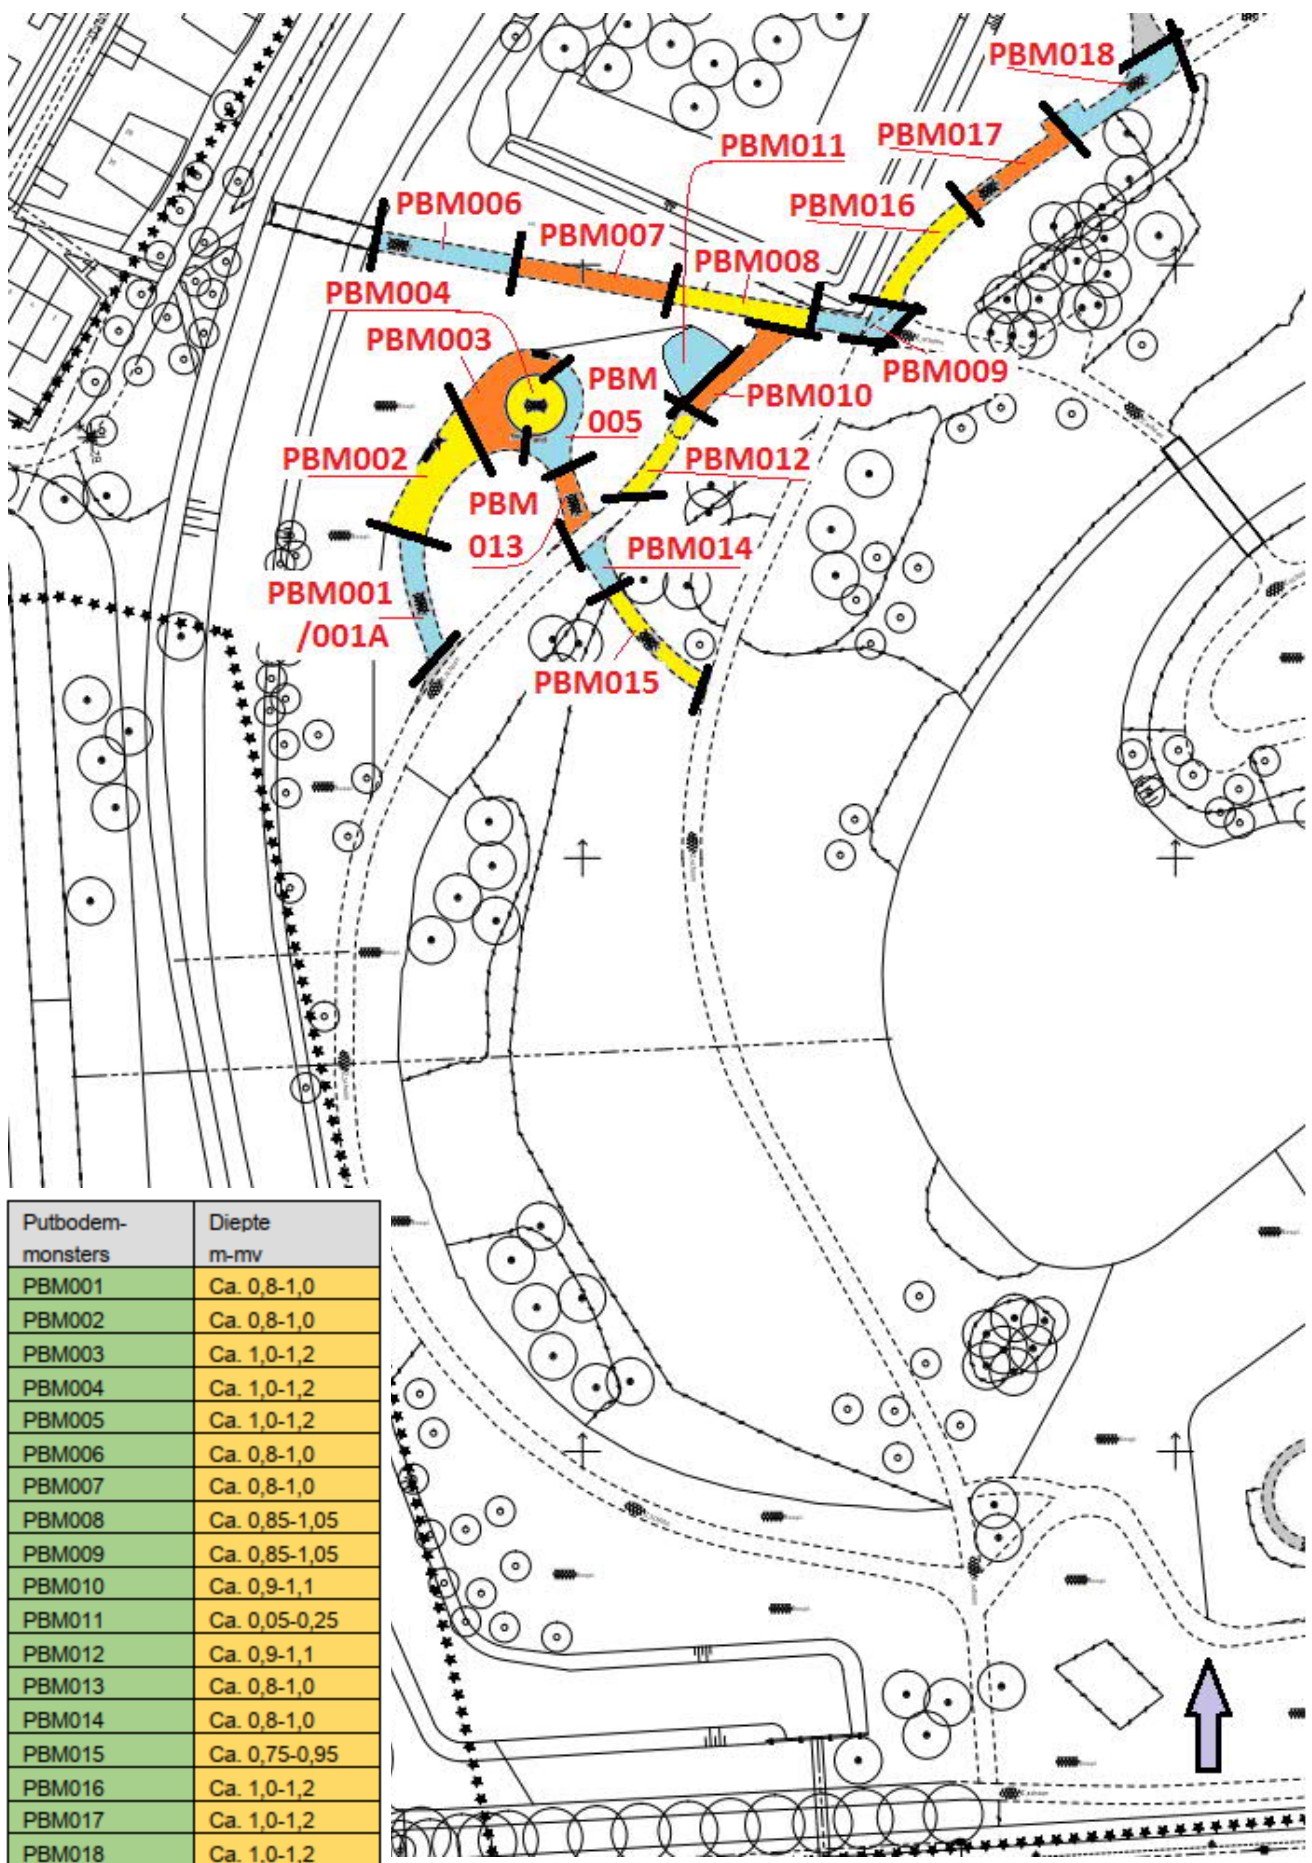 PBM018
PBM017
PBM011
PBM016
PBM006
PBM007
PBM008
PBM004
PBM003
PBM009
PBM
005
PBM010
PBM002
PBM012
PBM
013
PBM014
PBM001
/001A
PBM015
Putbodem-
monsters
Diepte
m-mv
PBM001 Ca. 0,8-1,0
PBM002 Ca. 0,8-1,0
PBM003 Ca. 1,0-1,2
PBM004 Ca. 1,0-1,2
PBM005 Ca. 1,0-1,2
PBM006 Ca. 0,8-1,0
PBM007 Ca. 0,8-1,0
PBM008 Ca. 0,85-1,05
PBM009 Ca. 0,85-1,05
PBM010 Ca. 0,9-1,1
PBM011 Ca. 0,05-0,25
PBM012 Ca. 0,9-1,1
PBM013 Ca. 0,8-1,0
PBM014 Ca. 0,8-1,0
PBM015 Ca. 0,75-0,95
PBM016 Ca. 1,0-1,2
PBM017 Ca. 1,0-1,2
PBM018 Ca. 1,0-1,2